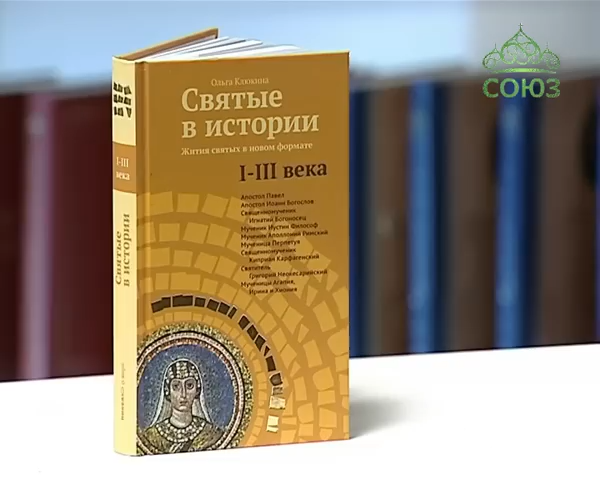 СОЮЗ
Ольга Клюкина
Святые
в истории
Жития святых в новом формате
I-III века
Апостол Павел
Апостол Иоанн Богослов
Священномученик
Игнатий Богоносец
Мученик Иустин Философ
Мученик Аполлоний Римский
Мученица Перпетуя
Священномученик
Киприан Карфагенский
Святитель
Григорий Неокесарийский
Мученицы Агапия,
Ирина и Хиония
I-III
века
Святые
в истории